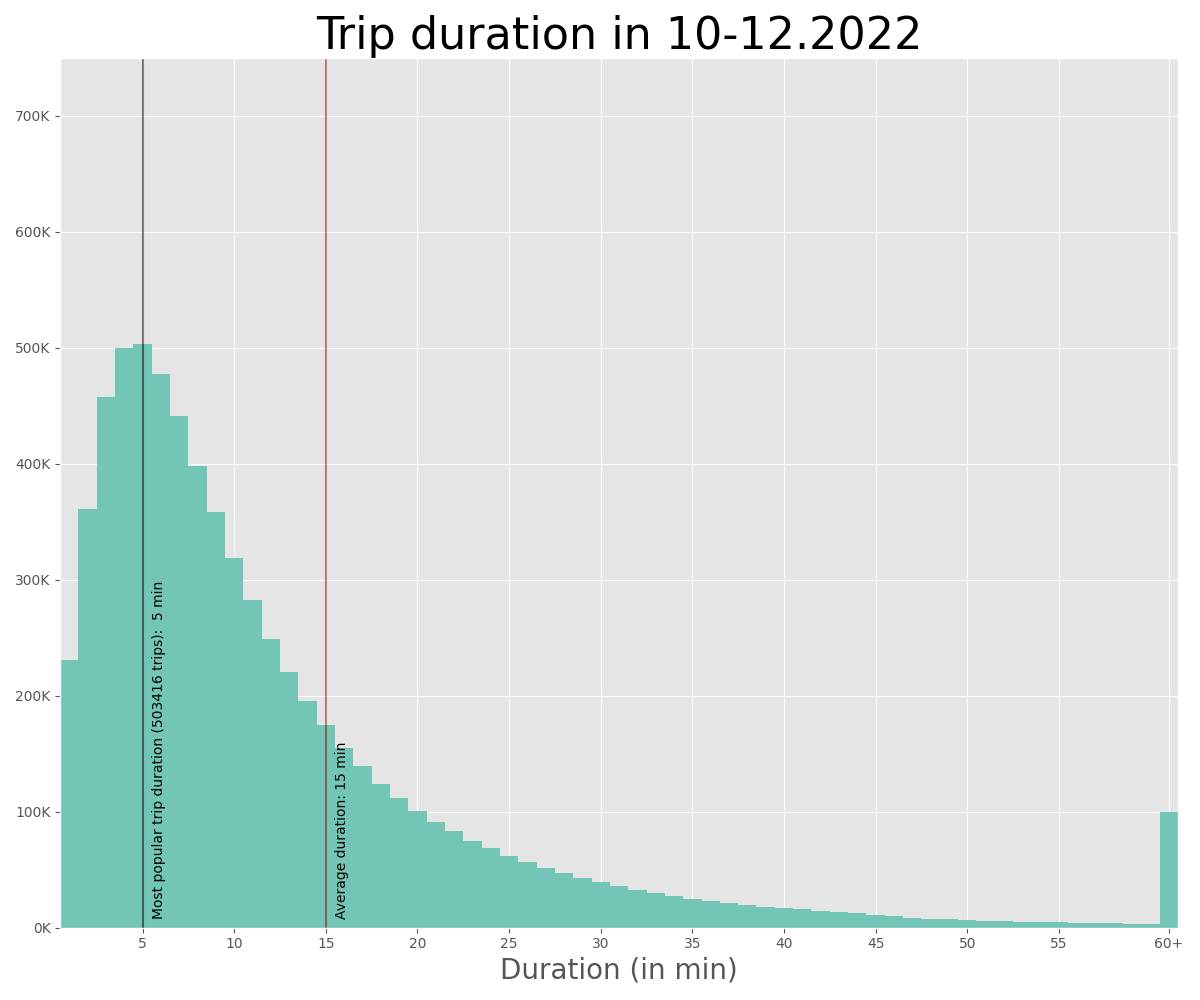 Trip duration in 10-12.2022
700K
600K
500K
400K
300K
200K
100K
0K
Most popular trip duration (503416 trips):  5 min
Average duration: 15 min
5 10 15 20 25 30 35 40 45 50 55 60+
Duration (in min)